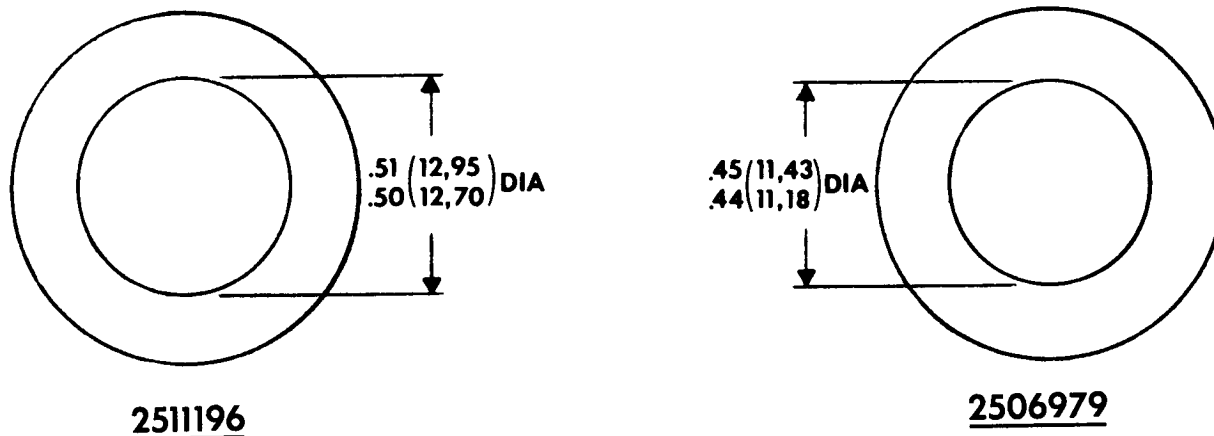 .51 (12,95
.50 (12,70) DIA
.45 (11,43
.44 (11,18) DIA
2511196
2506979